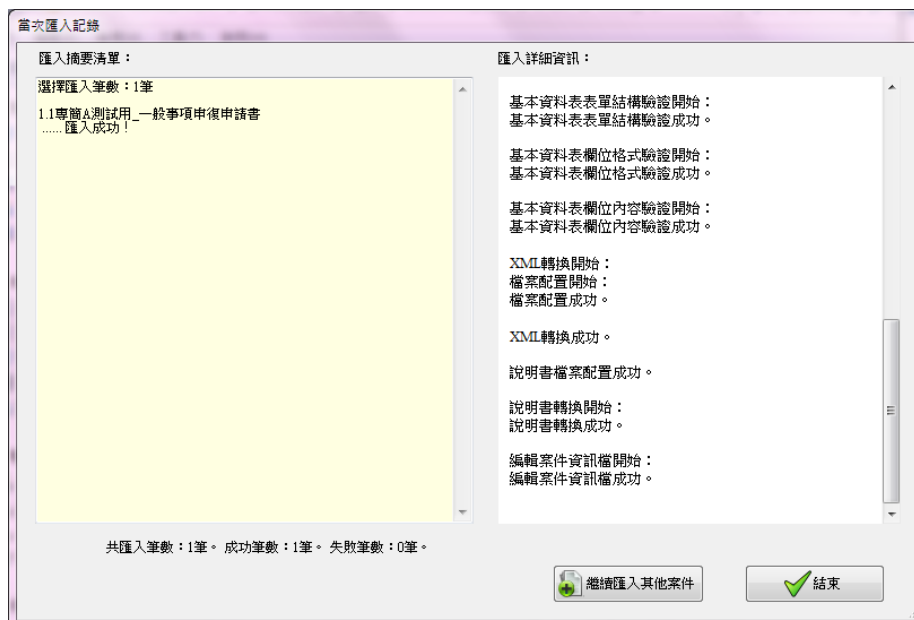 當次匯入記錄
匯入摘要清單：
選擇匯入筆數：1筆
1.1專簡A測試用_一般事項申復申請書
...... 匯入成功！
匯入詳細資訊：
基本資料表表單結構驗證開始：
基本資料表表單結構驗證成功。
基本資料表欄位格式驗證開始：
基本資料表欄位格式驗證成功。
基本資料表欄位內容驗證開始：
基本資料表欄位內容驗證成功。
XML轉換開始：
檔案配置開始：
檔案配置成功。
XML轉換成功。
說明書檔案配置成功。
說明書轉換開始：
說明書轉換成功。
編輯案件資訊檔開始：
編輯案件資訊檔成功。
共匯入筆數：1筆。 成功筆數：1筆。 失敗筆數：0筆。
繼續匯入其他案件
結束